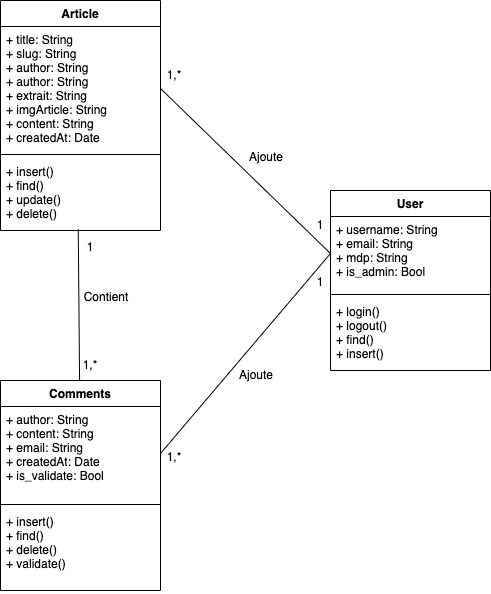 Article
+ title: String
+ slug: String
+ author: String
+ author: String
+ extrait: String
+ imgArticle: String
+ content: String
+ createdAt: Date
+ insert()
+ find()
+ update()
+ delete()
1,*
Ajoute
1
User
+ username: String
+ email: String
+ mdp: String
+ is_admin: Bool
+ login()
+ logout()
+ find()
+ insert()
1
Contient
1,*
1
Ajoute
1,*
Comments
+ author: String
+ content: String
+ email: String
+ createdAt: Date
+ is_validate: Bool
+ insert()
+ find()
+ delete()
+ validate()